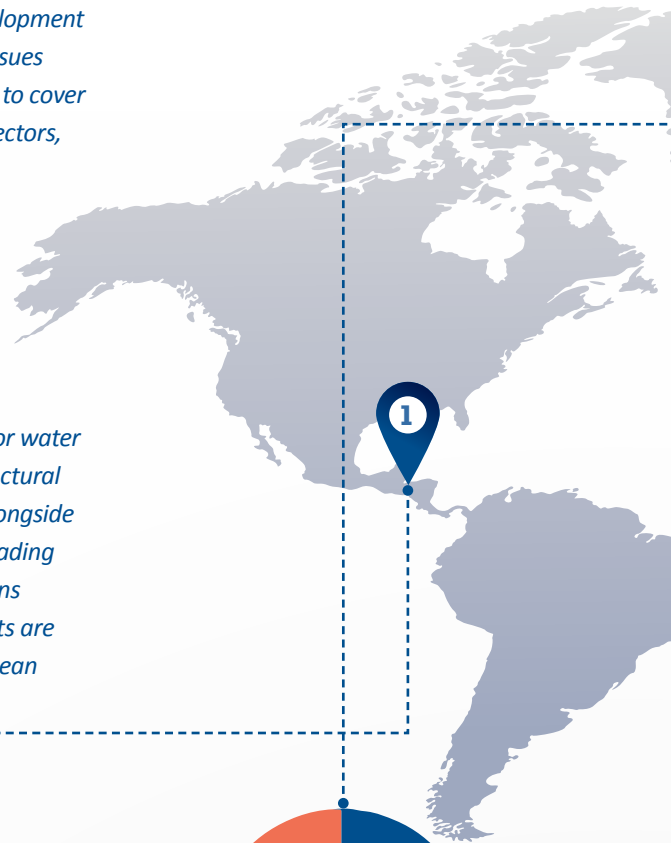 lopment
sues
to cover
ectors,
or water
ctural
ongside
ading
ns
ts are
ean
1